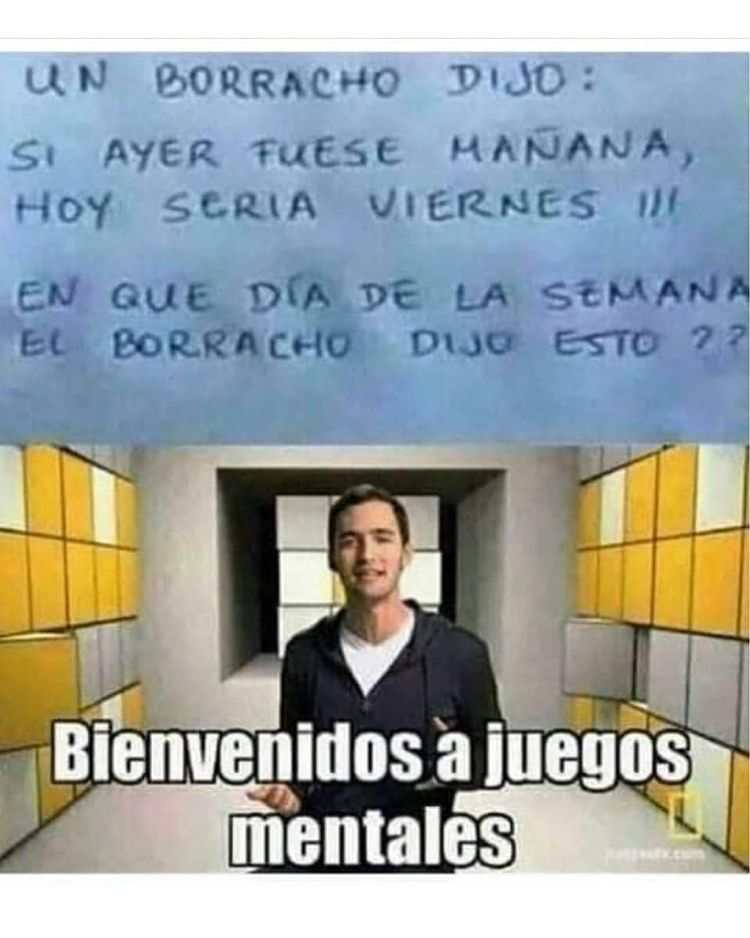 UN BORRACHO DIJO:
SI AYER FUESE MAÑANA,
HOY SERIA VIERNES !!!
EN QUE DÍA DE LA SEMANA
EL BORRACHO DIJO ESTO ??
Bienvenidos a juegos
mentales